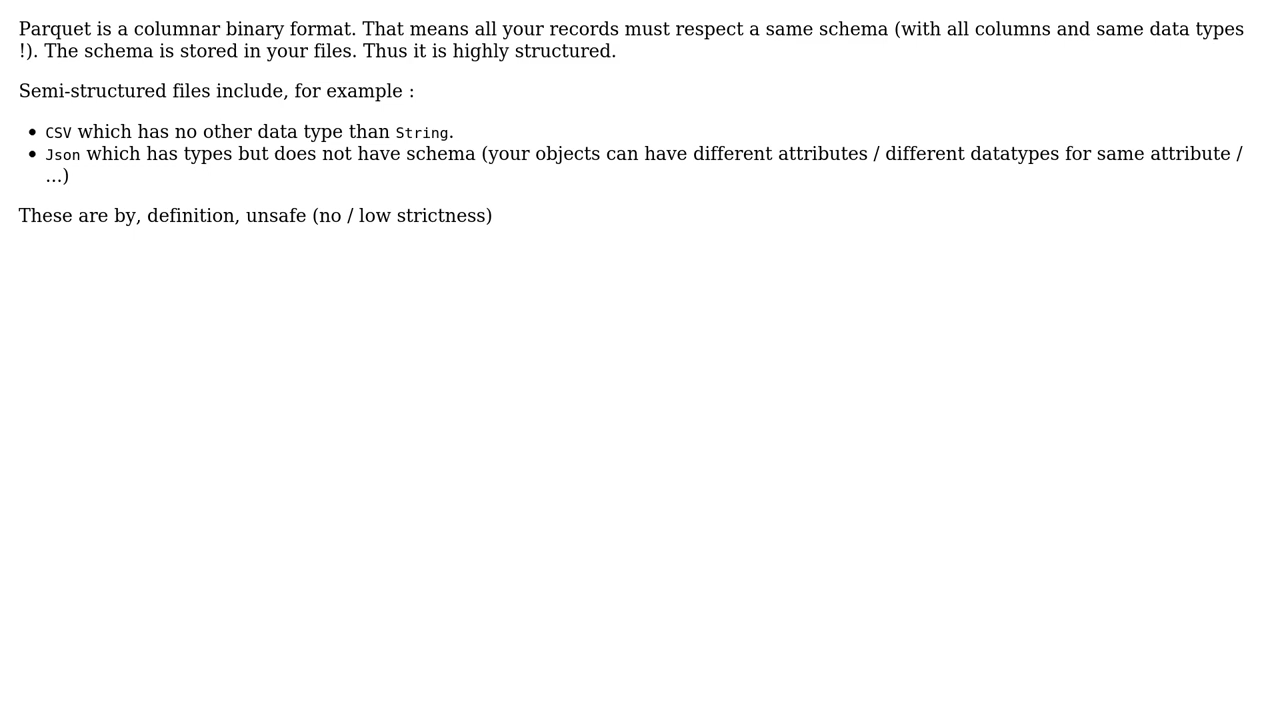 Parquet is a columnar binary format. That means all your records must respect a same schema (with all columns and same data types
!). The schema is stored in your files. Thus it is highly structured.
Semi-structured files include, for example :
• CSV which has no other data type than String.
• Json which has types but does not have schema (your objects can have different attributes / different datatypes for same attribute /
...)
These are by, definition, unsafe (no / low strictness)